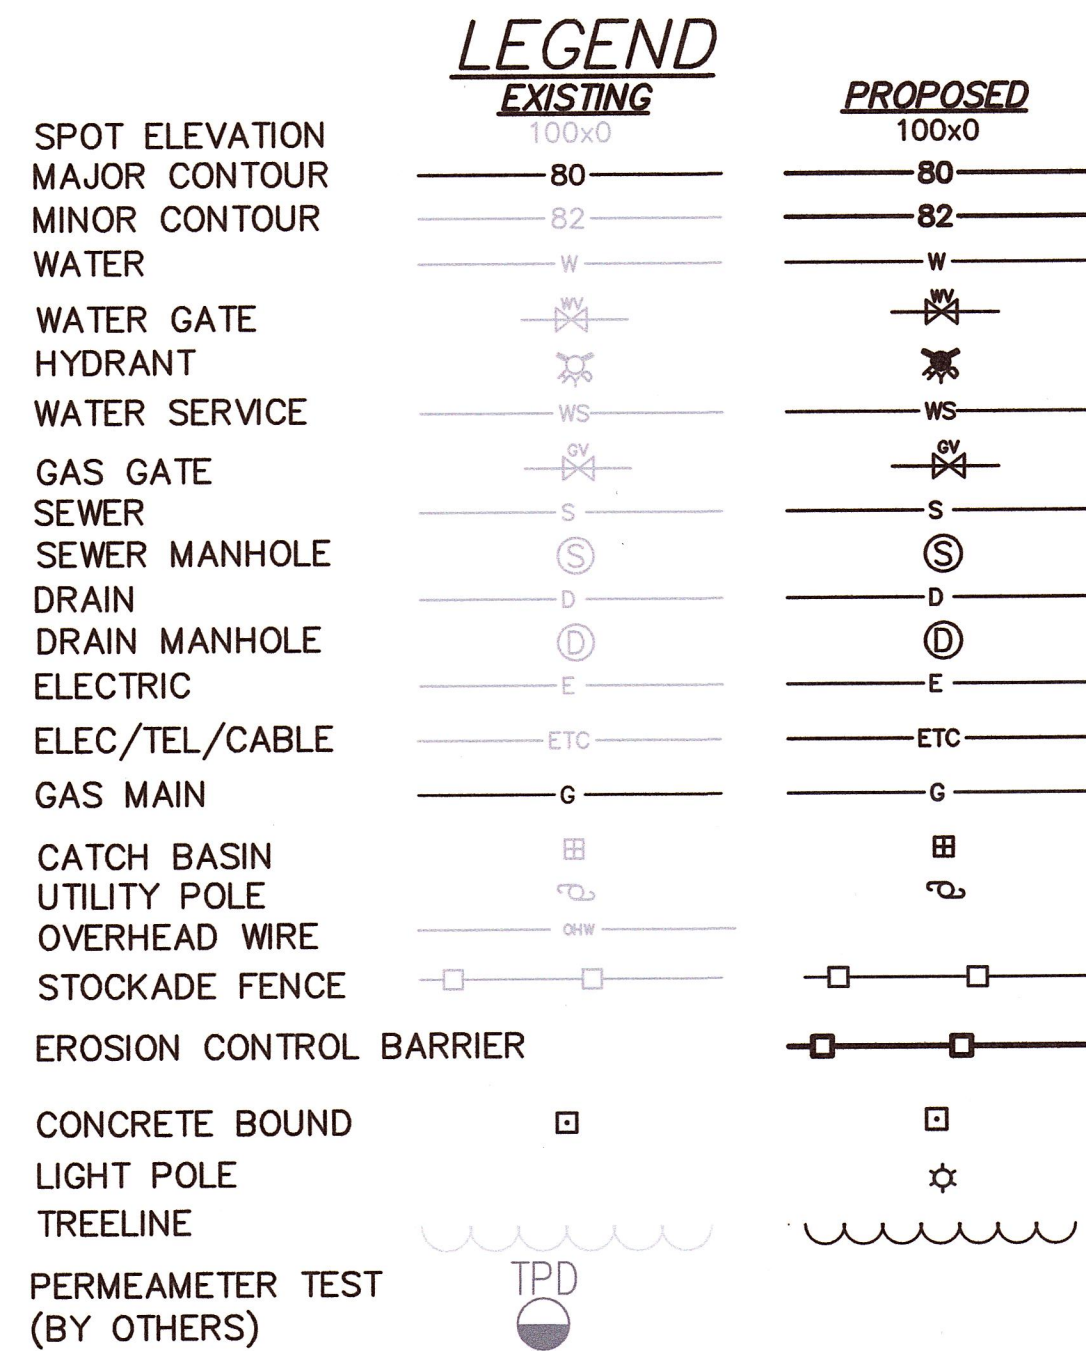 LEGEND
EXISTING PROPOSED
SPOT ELEVATION 100x0 100x0
MAJOR CONTOUR 80 80
MINOR CONTOUR 82 82
WATER W W
WATER GATE WV WV
HYDRANT
WATER SERVICE WS WS
GAS GATE GV GV
SEWER S S
SEWER MANHOLE S S
DRAIN D D
DRAIN MANHOLE D D
ELECTRIC E E
ELEC/TEL/CABLE ETC ETC
GAS MAIN G G
CATCH BASIN
UTILITY POLE
OVERHEAD WIRE OHW
STOCKADE FENCE
EROSION CONTROL BARRIER
CONCRETE BOUND
LIGHT POLE
TREELINE
PERMEAMETER TEST TPD
(BY OTHERS)